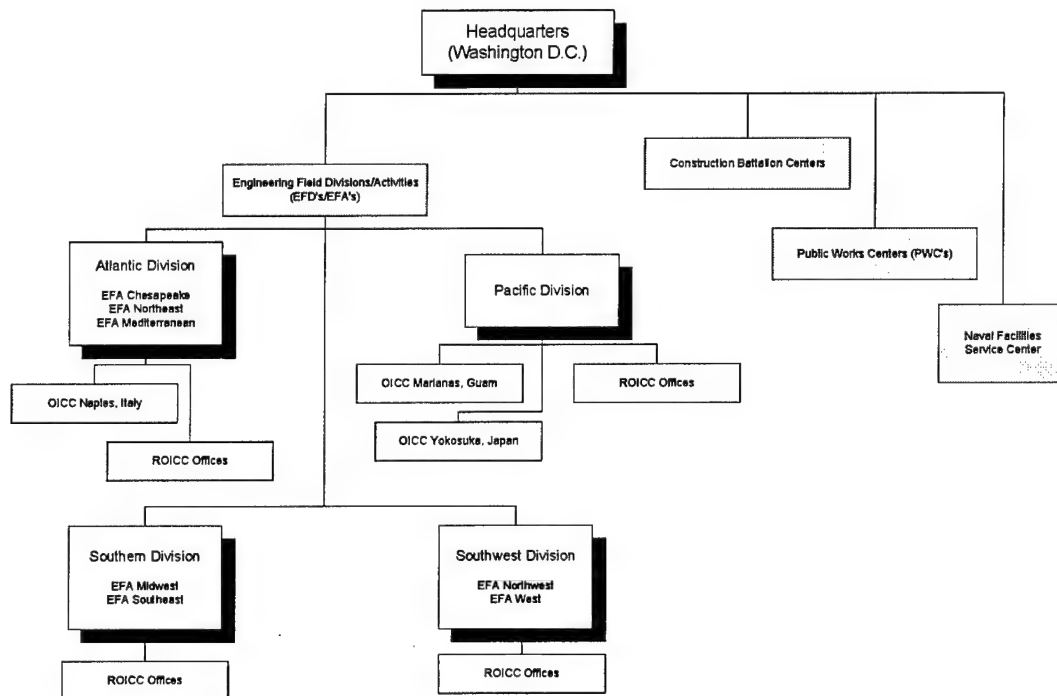 Headquarters
(Washington D.C.)
Construction Battalion Centers
Engineering Field Divisions/Activities
(EFD's/EFA's)
Public Works Centers (PWC's)
Atlantic Division
EFA Chesapeake
EFA Northeast
EFA Mediterranean
Pacific Division
Naval Facilities
Service Center
OICC Naples, Italy
OICC Marianas, Guam
ROICC Offices
OICC Yokosuka, Japan
ROICC Offices
Southern Division
EFA Midwest
EFA Southeast
Southwest Division
EFA Northwest
EFA West
ROICC Offices
ROICC Offices